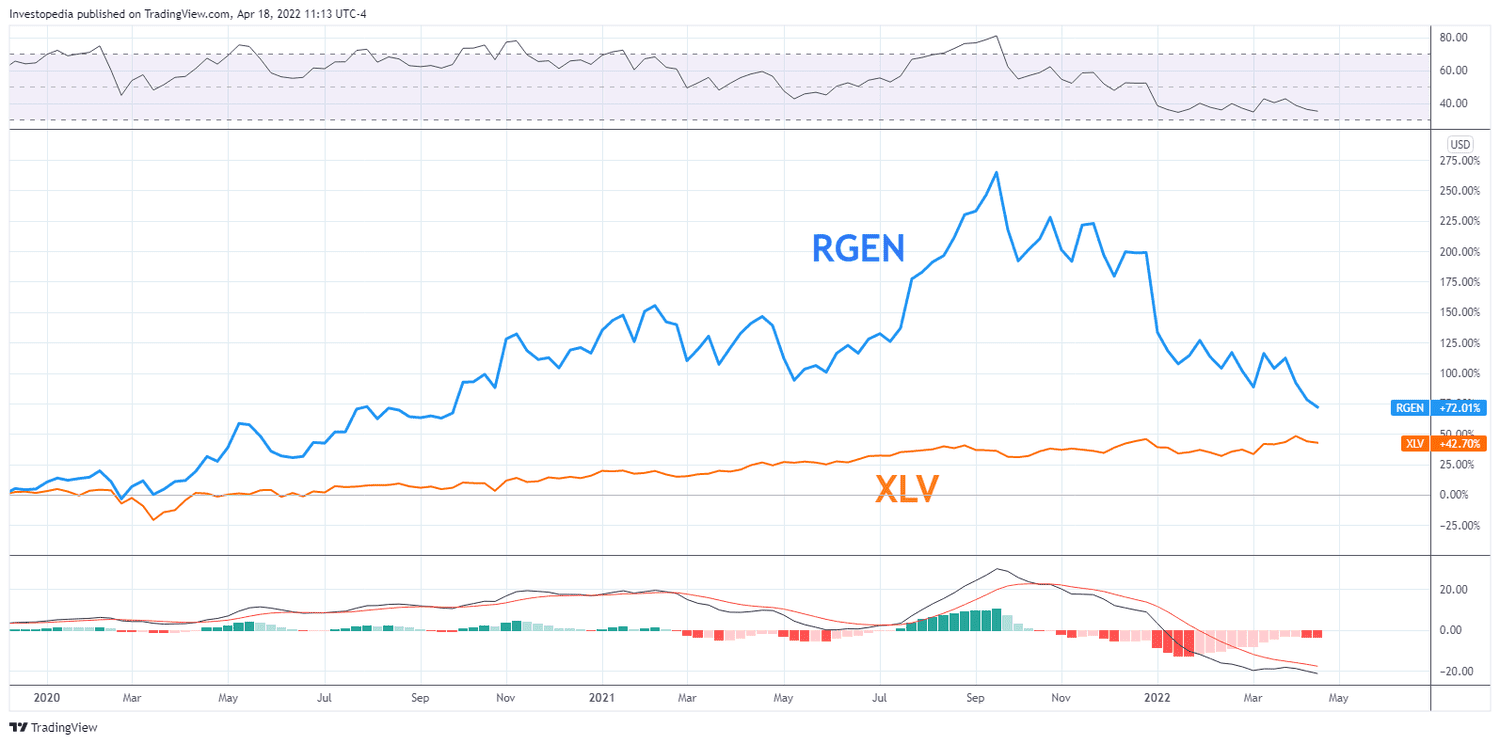 Investopedia published on TradingView.com, Apr 18, 2022 11:13 UTC-4
80.00
60.00
40.00
USD
275.00%
250.00%
225.00%
RGEN
200.00%
175.00%
150.00%
125.00%
100.00%
75.00%
RGEN +72.01%
50.00%
XLV +42.70%
25.00%
XLV
0.00%
−25.00%
20.00
0.00
−20.00
2020 Mar May Jul Sep Nov 2021 Mar May Jul Sep Nov 2022 Mar May
TradingView